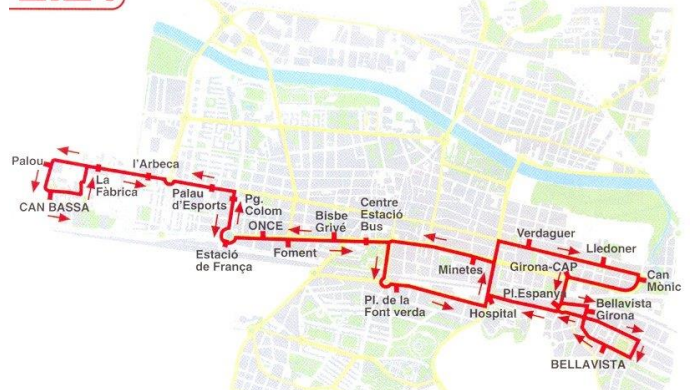 Palou
l'Arbeca
La
Fàbrica
Palau
d'Esports
CAN BASSA
Pg.
Colom
ONCE
Bisbe
Grivé
Centre
Estació
Bus
Estació
de França
Foment
Verdaguer
Lledoner
Minetes
Girona-CAP
Can
Mònic
Pl. de la
Font verda
Hospital
Pl.Espanya
Bellavista
Girona
BELLAVISTA